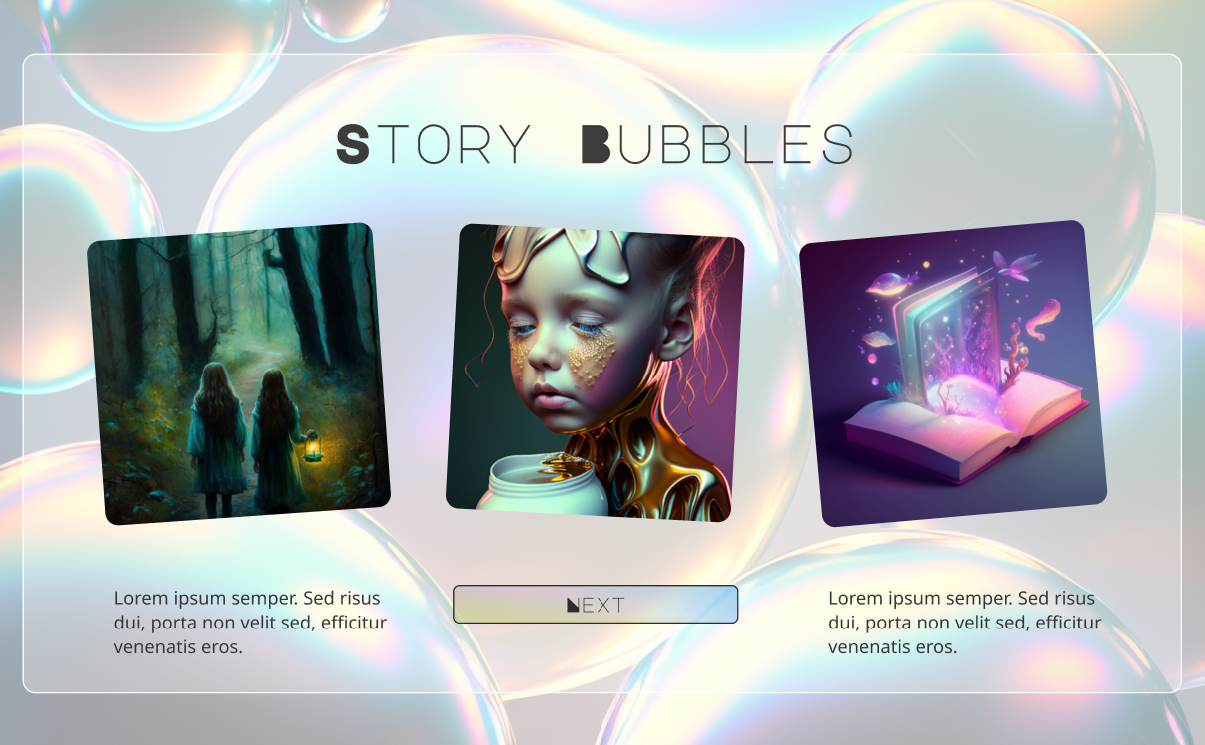 STORY BUBBLES
Lorem ipsum semper. Sed risus
dui, porta non velit sed, efficitur
venenatis eros.
NEXT
Lorem ipsum semper. Sed risus
dui, porta non velit sed, efficitur
venenatis eros.